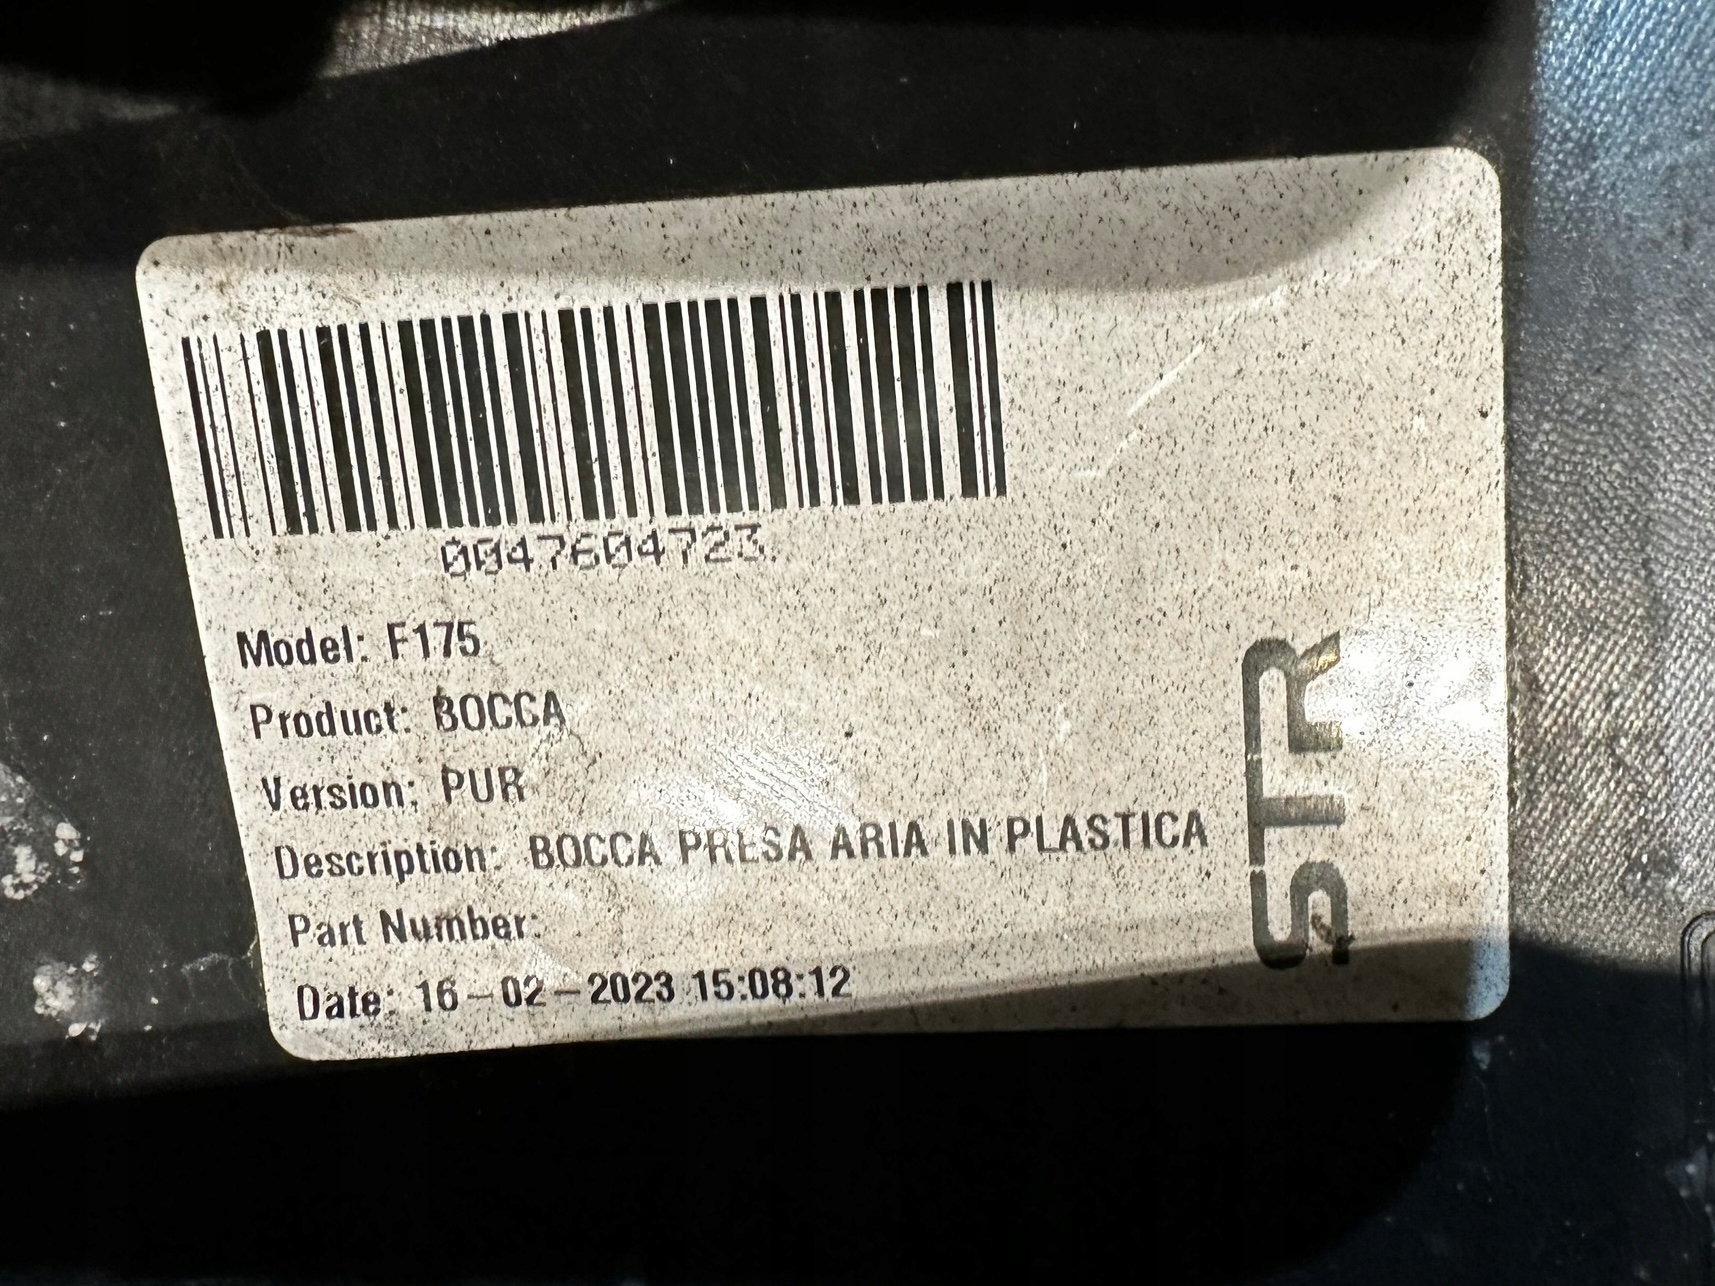 0047604723
Model: F175
Product: BOCCA
Version: PUR
Description: BOCCA PRESA ARIA IN PLASTICA
Part Number:
Date: 16-02-2023 15:08:12
STR